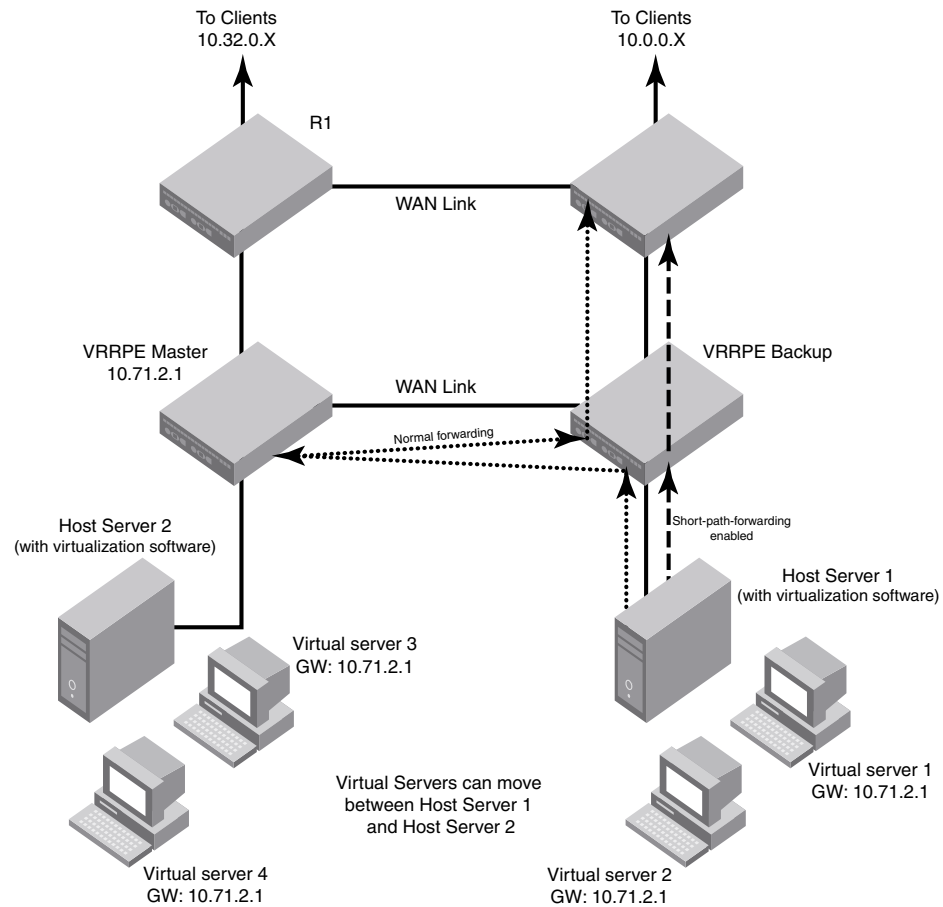 To Clients
10.32.0.X
To Clients
10.0.0.X
R1
WAN Link
VRRPE Master
10.71.2.1
VRRPE Backup
WAN Link
Normal forwarding
Host Server 2
(with virtualization software)
Short-path-forwarding
enabled
Host Server 1
(with virtualization software)
Virtual server 3
GW: 10.71.2.1
Virtual server 1
GW: 10.71.2.1
Virtual Servers can move
between Host Server 1
and Host Server 2
Virtual server 4
GW: 10.71.2.1
Virtual server 2
GW: 10.71.2.1